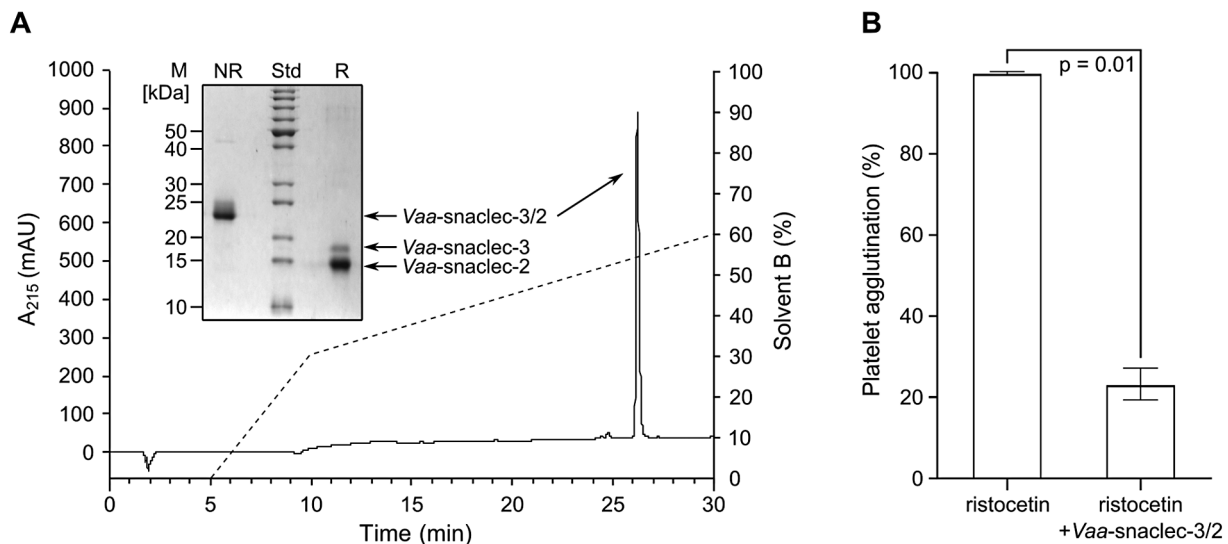 A
M NR Std R
[kDa]
50
40
30
25
20
15
10
Vaa-snaclec-3/2
Vaa-snaclec-3
Vaa-snaclec-2
A215 (mAU)
1000
900
800
700
600
500
400
300
200
100
0
Solvent B (%)
100
90
80
70
60
50
40
30
20
10
0
0 5 10 15 20 25 30
Time (min)
B
p = 0.01
Platelet agglutination (%)
100
80
60
40
20
0
ristocetin
ristocetin
+Vaa-snaclec-3/2